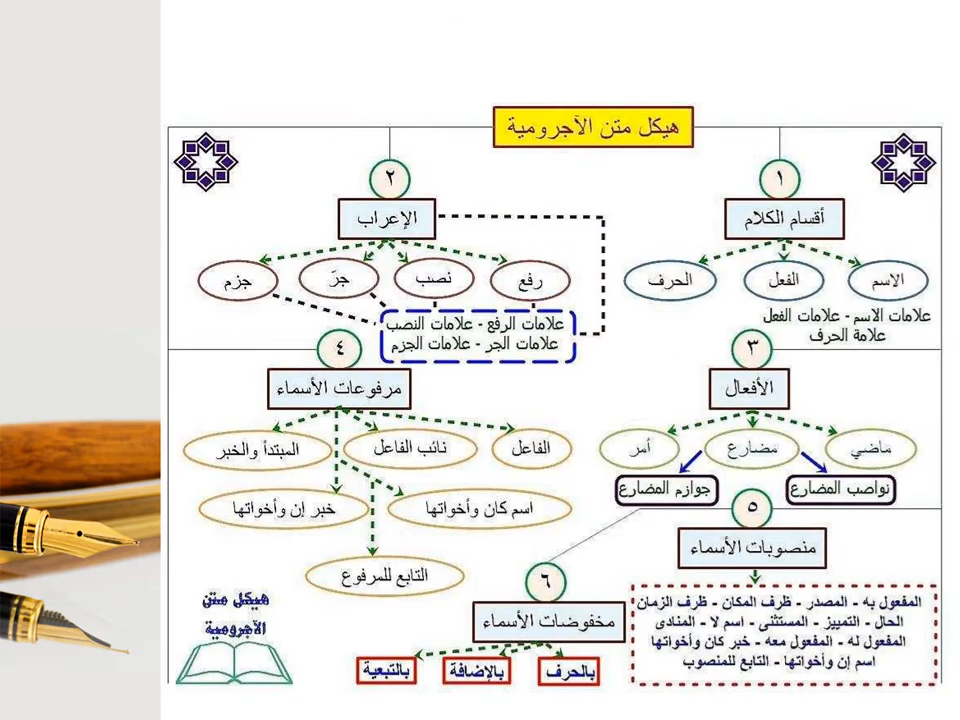 هيكل متن الآجرومية
١
أقسام الكلام
الاسم
الفعل
الحرف
علامات الاسم - علامات الفعل
علامة الحرف
٢
الإعراب
رفع
نصب
جرّ
جزم
علامات الرفع - علامات النصب
علامات الجر - علامات الجزم
٣
الأفعال
ماضي
مضارع
أمر
نواصب المضارع
جوازم المضارع
٤
مرفوعات الأسماء
الفاعل
نائب الفاعل
المبتدأ والخبر
اسم كان وأخواتها
خبر إن وأخواتها
التابع للمرفوع
٥
منصوبات الأسماء
المفعول به - المصدر - ظرف المكان - ظرف الزمان
الحال - التمييز - المستثنى - اسم لا - المنادى
المفعول له - المفعول معه - خبر كان وأخواتها
اسم إن وأخواتها - التابع للمنصوب
٦
مخفوضات الأسماء
بالحرف
بالإضافة
بالتبعية
هيكل متن
الآجرومية